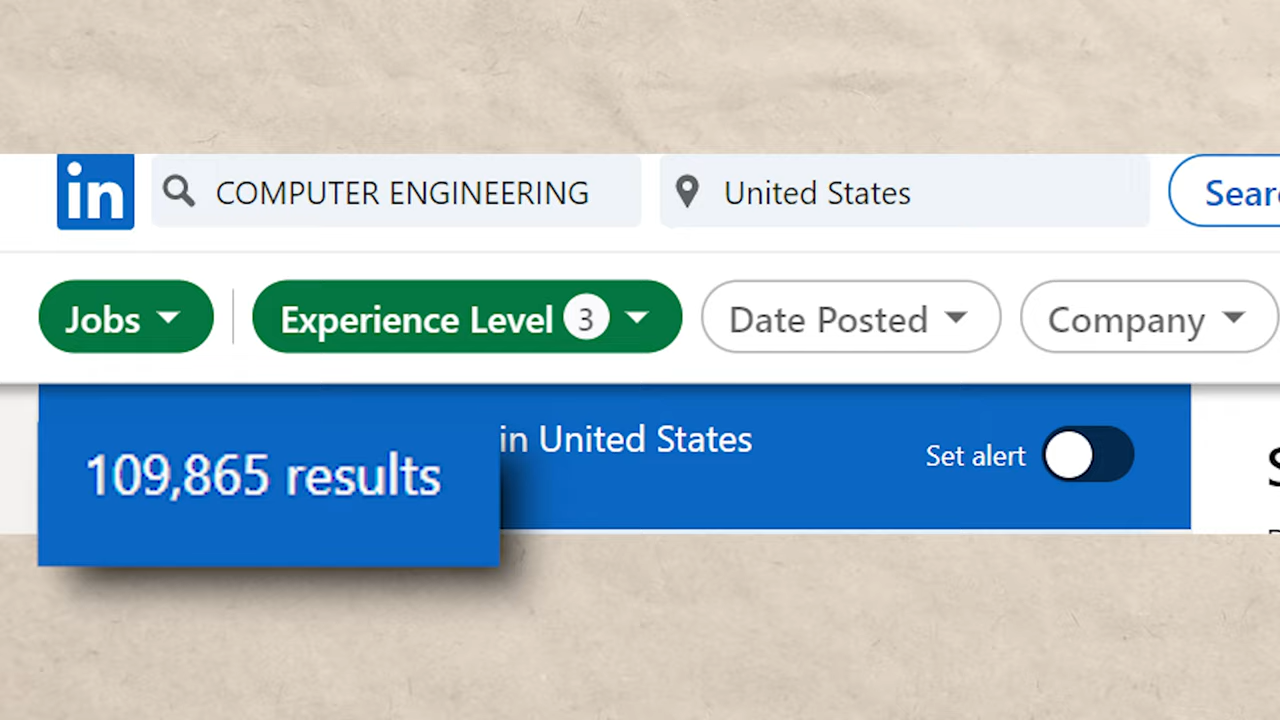 in COMPUTER ENGINEERING United States
Jobs Experience Level 3 Date Posted Company
in United States
Set alert
109,865 results